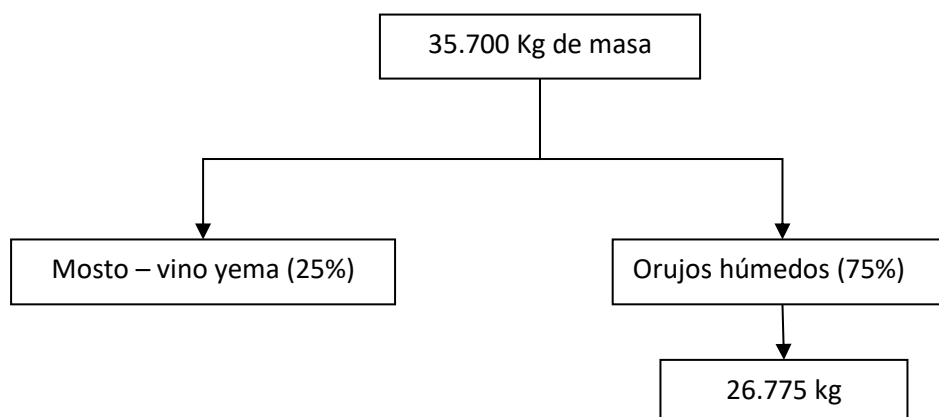 35.700 Kg de masa
Mosto – vino yema (25%)
Orujos húmedos (75%)
26.775 kg